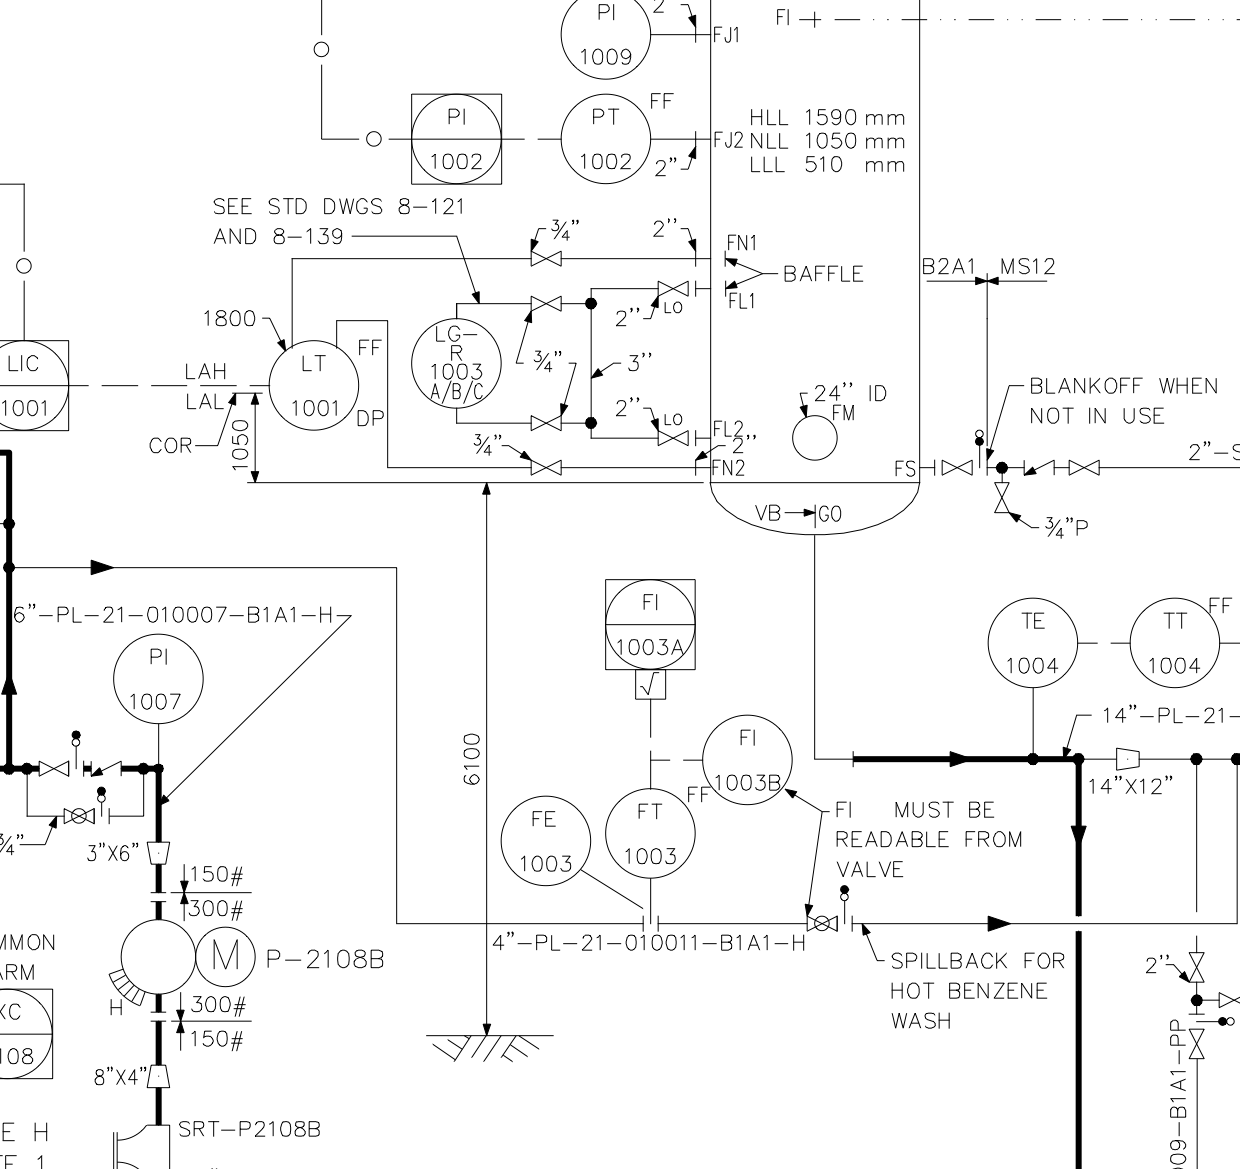 PI
1009
2"
FJ1
FI
PI
1002
PT
1002
FF
FJ2
2"
HLL 1590 mm
NLL 1050 mm
LLL 510 mm
SEE STD DWGS 8-121
AND 8-139
3/4"
2''
FN1
BAFFLE
FL1
LO
2''
B2A1
MS12
1800
LIC
1001
LAH
LAL
COR
1050
LT
1001
FF
DP
LG-
R
1003
A/B/C
3/4"
3''
2''
LO
FL2
2''
3/4"
FN2
24'' ID
FM
BLANKOFF WHEN
NOT IN USE
FS
2"-S
3/4"P
VB
GO
6"-PL-21-010007-B1A1-H
PI
1007
FI
1003A
√
TE
1004
TT
1004
FF
14"-PL-21-
14"X12"
6100
FI
1003B
FF
FE
1003
FT
1003
FI MUST BE
READABLE FROM
VALVE
3/4"
3"X6"
150#
300#
4"-PL-21-010011-B1A1-H
MMON
ARM
M
P-2108B
SPILLBACK FOR
HOT BENZENE
WASH
2''
XC
108
H
300#
150#
8"X4"
SRT-P2108B
E H
TE 1
09-B1A1-PP